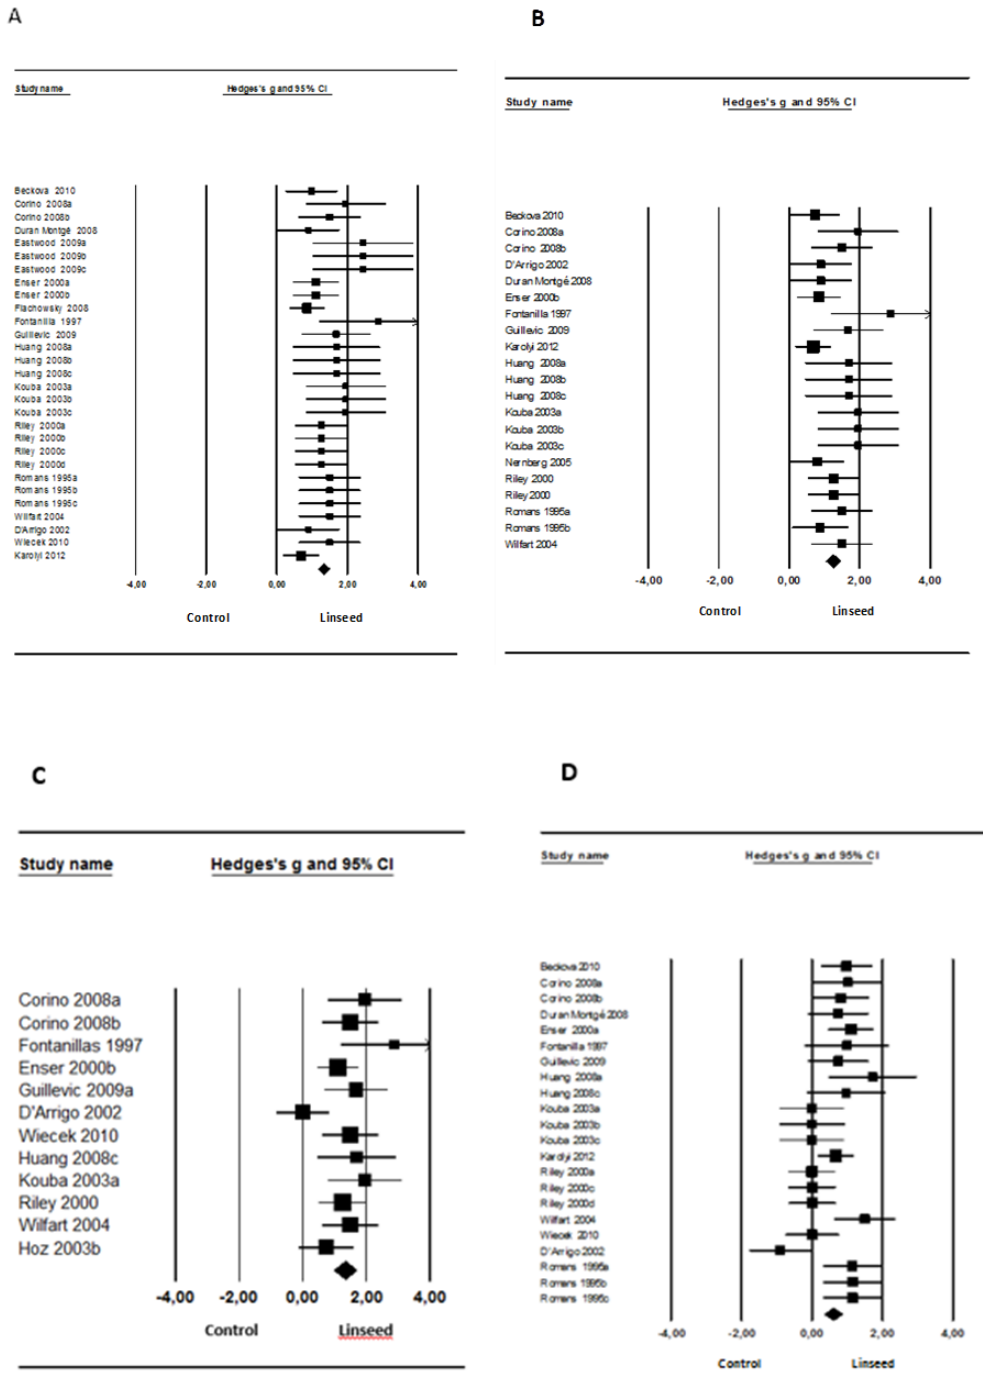 A
Study name Hedges's g and 95% CI
Beckova 2010
Corino 2008a
Corino 2008b
Duran Montgé 2008
Eastwood 2009a
Eastwood 2009b
Eastwood 2009c
Enser 2000a
Enser 2000b
Flachowsky 2008
Fontanilla 1997
Guillevic 2009
Huang 2008a
Huang 2008b
Huang 2008c
Kouba 2003a
Kouba 2003b
Kouba 2003c
Riley 2000a
Riley 2000b
Riley 2000c
Riley 2000d
Romans 1995a
Romans 1995b
Romans 1995c
Wilfart 2004
D'Arrigo 2002
Wiecek 2010
Karolyi 2012
-4,00 -2,00 0,00 2,00 4,00
Control Linseed
B
Study name Hedges's g and 95% CI
Beckova 2010
Corino 2008a
Corino 2008b
D'Arrigo 2002
Duran Montgé 2008
Enser 2000b
Fontanilla 1997
Guillevic 2009
Karolyi 2012
Huang 2008a
Huang 2008b
Huang 2008c
Kouba 2003a
Kouba 2003b
Kouba 2003c
Nernberg 2005
Riley 2000
Riley 2000
Romans 1995a
Romans 1995b
Wilfart 2004
-4,00 -2,00 0,00 2,00 4,00
Control Linseed
C
Study name Hedges's g and 95% CI
Corino 2008a
Corino 2008b
Fontanillas 1997
Enser 2000b
Guillevic 2009a
D'Arrigo 2002
Wiecek 2010
Huang 2008c
Kouba 2003a
Riley 2000
Wilfart 2004
Hoz 2003b
-4,00 -2,00 0,00 2,00 4,00
Control Linseed
D
Study name Hedges's g and 95% CI
Beckova 2010
Corino 2008a
Corino 2008b
Duran Montgé 2008
Enser 2000a
Fontanilla 1997
Guillevic 2009
Huang 2008a
Huang 2008c
Kouba 2003a
Kouba 2003b
Kouba 2003c
Karolyi 2012
Riley 2000a
Riley 2000c
Riley 2000d
Wilfart 2004
Wiecek 2010
D'Arrigo 2002
Romans 1995a
Romans 1995b
Romans 1995c
-4,00 -2,00 0,00 2,00 4,00
Control Linseed